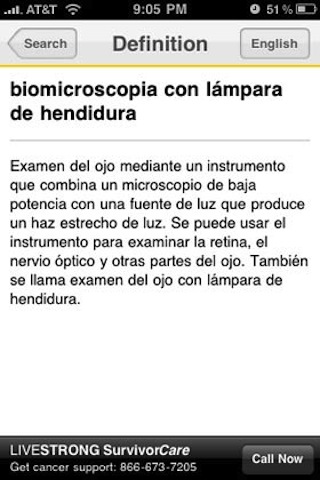 AT&T 9:05 PM 51%
Search Definition English
biomicroscopia con lámpara
de hendidura
Examen del ojo mediante un instrumento
que combina un microscopio de baja
potencia con una fuente de luz que produce
un haz estrecho de luz. Se puede usar el
instrumento para examinar la retina, el
nervio óptico y otras partes del ojo. También
se llama examen del ojo con lámpara de
hendidura.
LIVESTRONG SurvivorCare
Get cancer support: 866-673-7205
Call Now